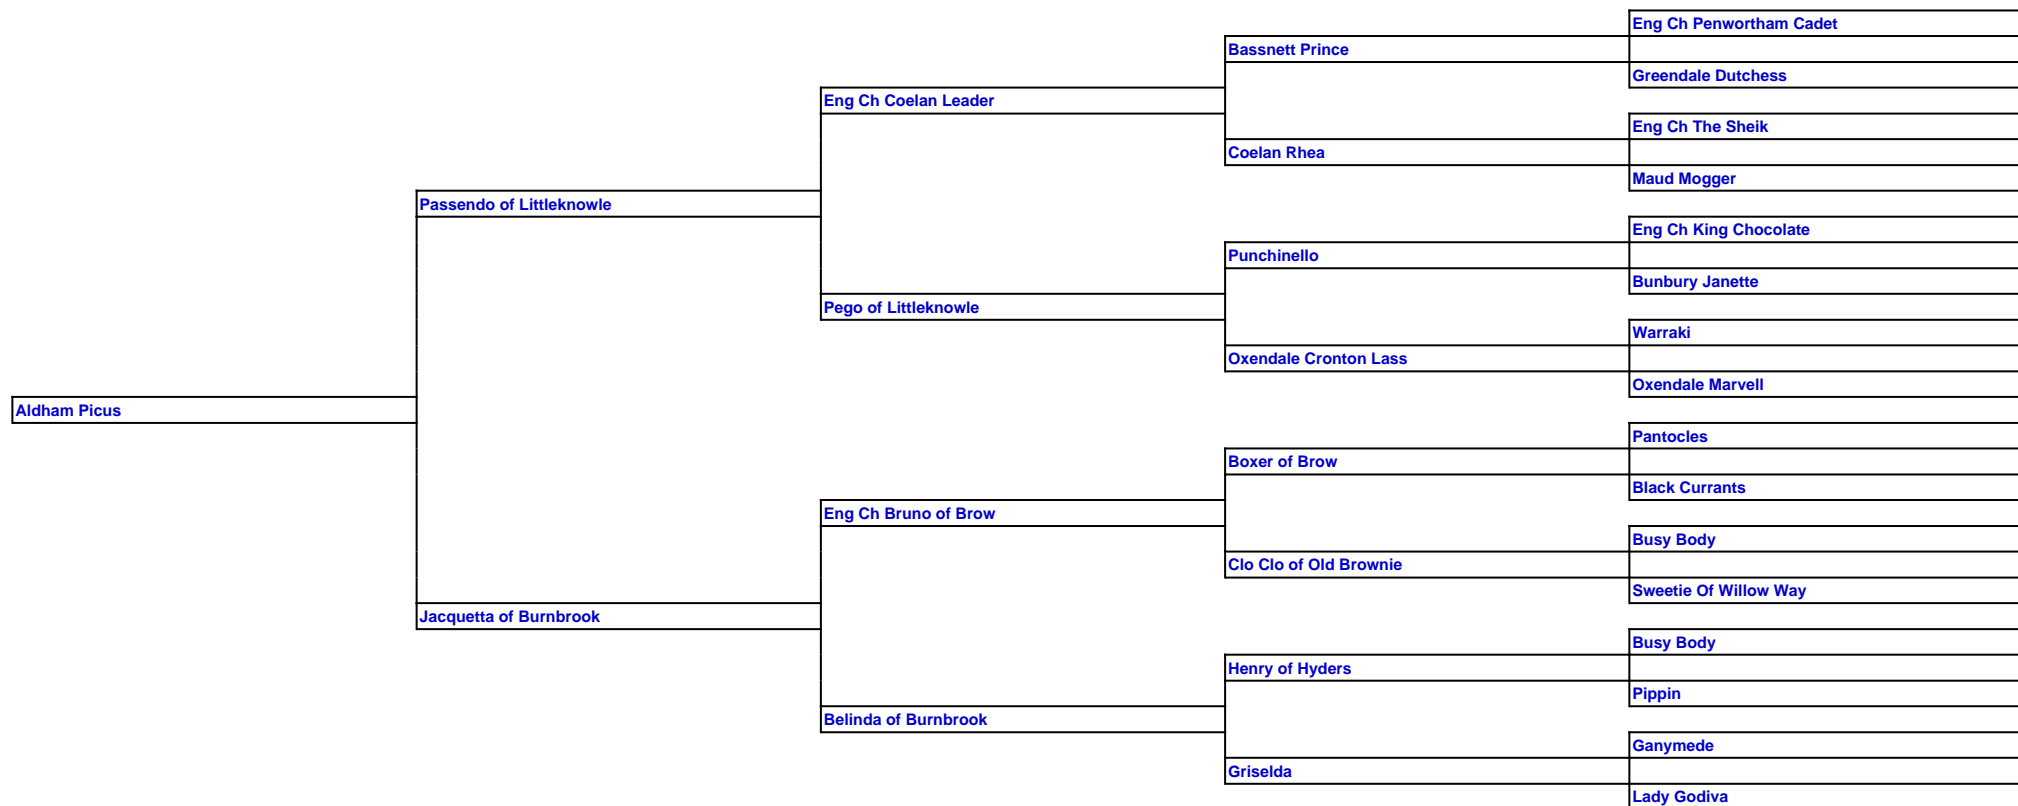 Eng Ch Penwortham Cadet
Bassnett Prince
Greendale Dutchess
Eng Ch Coelan Leader
Eng Ch The Sheik
Coelan Rhea
Maud Mogger
Passendo of Littleknowle
Eng Ch King Chocolate
Punchinello
Bunbury Janette
Pego of Littleknowle
Warraki
Oxendale Cronton Lass
Oxendale Marvell
Aldham Picus
Pantocles
Boxer of Brow
Black Currants
Eng Ch Bruno of Brow
Busy Body
Clo Clo of Old Brownie
Sweetie Of Willow Way
Jacquetta of Burnbrook
Busy Body
Henry of Hyders
Pippin
Belinda of Burnbrook
Ganymede
Griselda
Lady Godiva